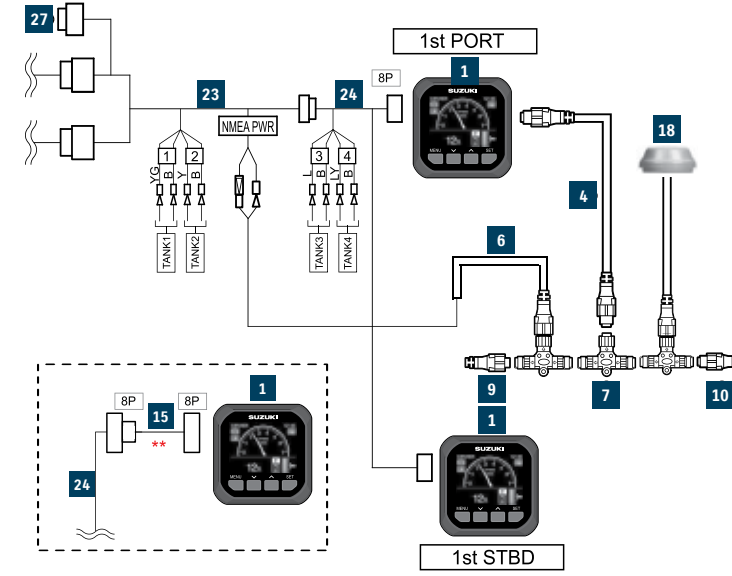 27
1st PORT
8P
1
SUZUKI
MENU
SET
23
24
NMEA PWR
18
1
2
3
4
YG
B
Y
B
L
B
LY
B
TANK1
TANK2
TANK3
TANK4
4
6
9
7
10
1
SUZUKI
MENU
SET
1st STBD
8P
15
8P
**
24
1
SUZUKI
MENU
SET